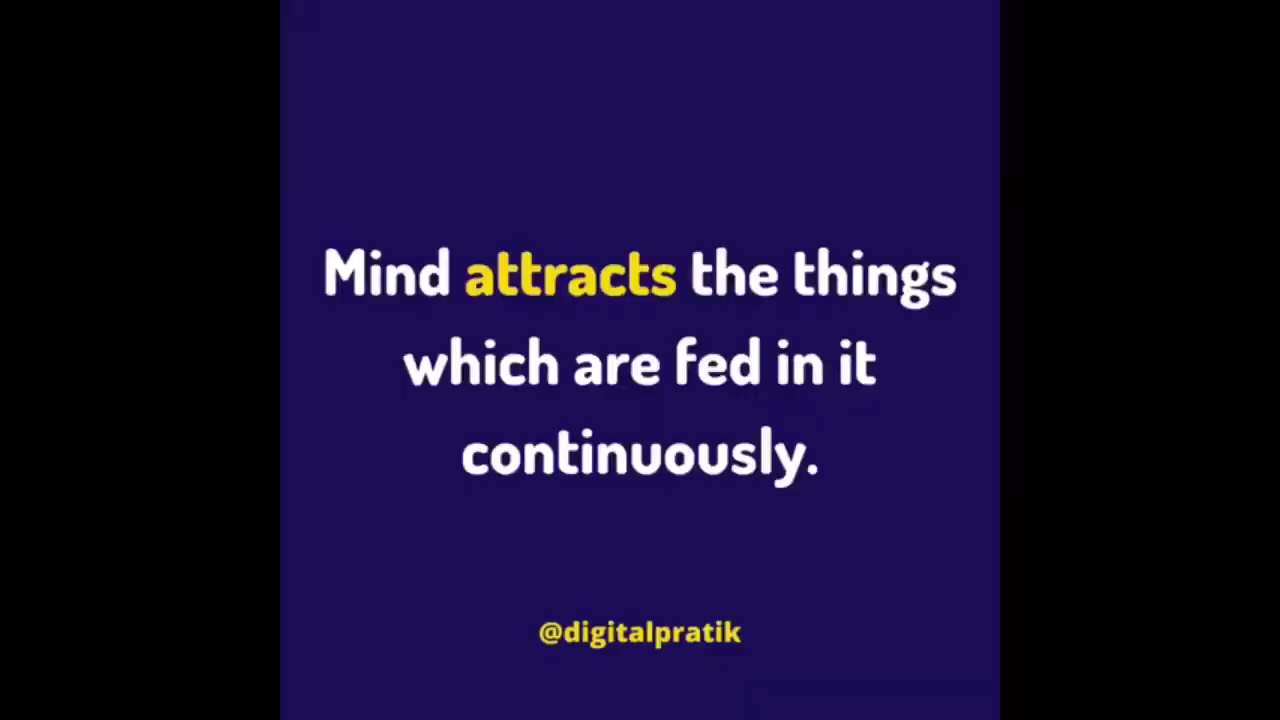 Mind attracts the things
which are fed in it
continuously.
@digitalpratik